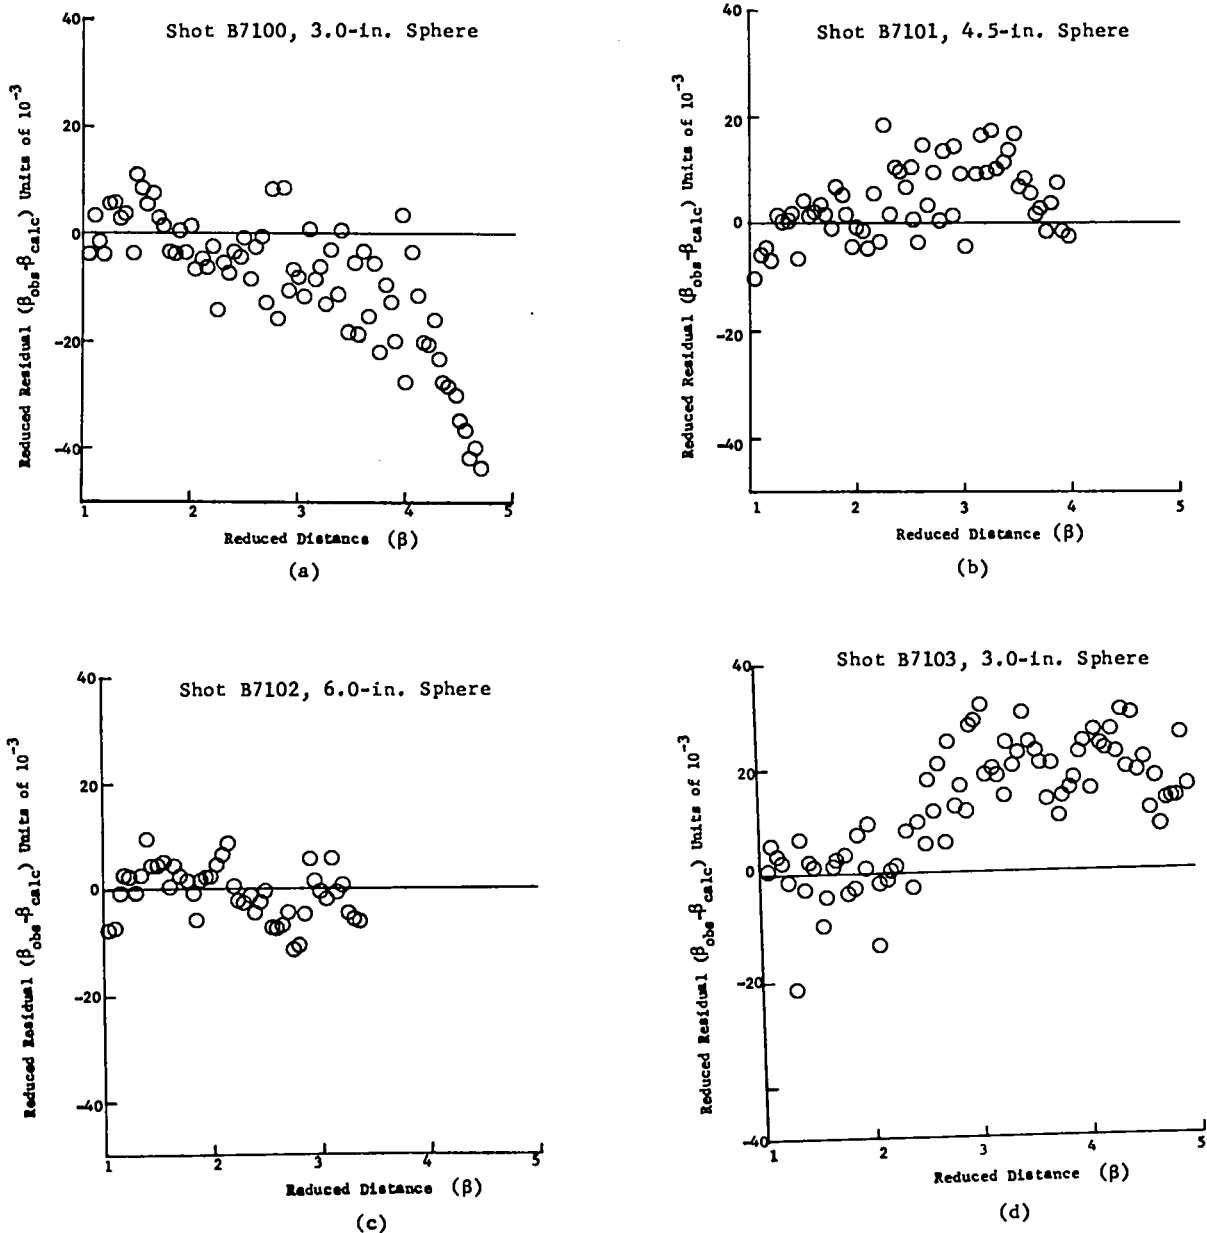 Shot B7100, 3.0-in. Sphere
40
20
0
-20
-40
Reduced Residual (βobs-βcalc) Units of 10-3
1 2 3 4 5
Reduced Distance (β)
(a)
Shot B7101, 4.5-in. Sphere
40
20
0
-20
-40
Reduced Residual (βobs-βcalc) Units of 10-3
1 2 3 4 5
Reduced Distance (β)
(b)
Shot B7102, 6.0-in. Sphere
40
20
0
-20
-40
Reduced Residual (βobs-βcalc) Units of 10-3
1 2 3 4 5
Reduced Distance (β)
(c)
Shot B7103, 3.0-in. Sphere
40
20
0
-20
-40
Reduced Residual (βobs-βcalc) Units of 10-3
1 2 3 4 5
Reduced Distance (β)
(d)